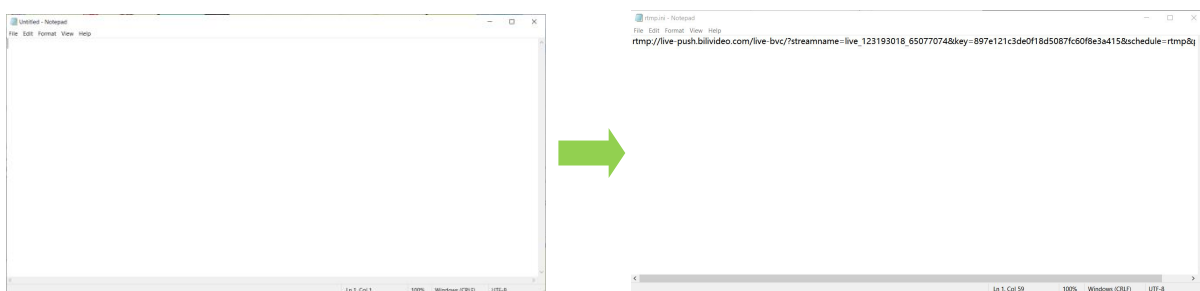 Untitled - Notepad
File Edit Format View Help
Ln 1, Col 1 100% Windows (CRLF) UTF-8
rtmp.ini - Notepad
File Edit Format View Help
rtmp://live-push.bilivideo.com/live-bvc/?streamname=live_123193018_65077074&key=897e121c3de0f18d5087fc60f8e3a415&schedule=rtmp&
Ln 1, Col 59 100% Windows (CRLF) UTF-8